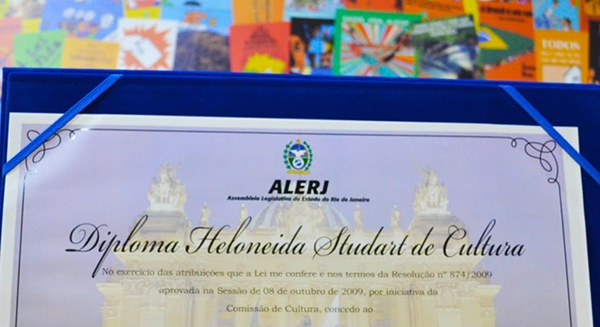 TODOS
ALERJ
Assembleia Legislativa do Estado do Rio de Janeiro
Diploma Heloneida Studart de Cultura
No exercício das atribuições que a Lei me confere e nos termos da Resolução nº 874/2009
aprovada na Sessão de 08 de outubro de 2009, por iniciativa da
Comissão de Cultura, concedo ao